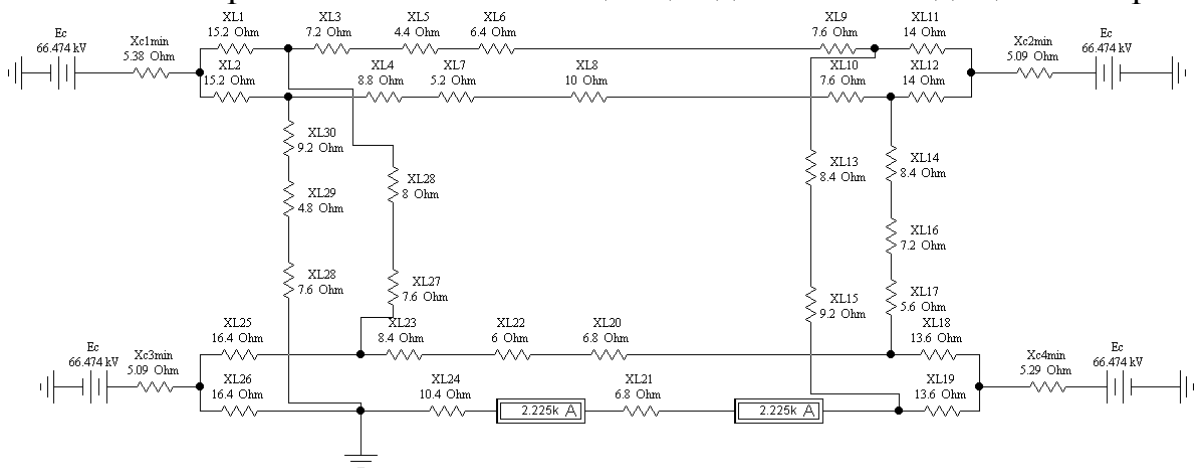 XL1
15.2 Ohm
XL3
7.2 Ohm
XL5
4.4 Ohm
XL6
6.4 Ohm
XL9
7.6 Ohm
XL11
14 Ohm
Ec
66.474 kV
Xc1min
5.38 Ohm
Xc2min
5.09 Ohm
Ec
66.474 kV
XL2
15.2 Ohm
XL4
8.8 Ohm
XL7
5.2 Ohm
XL8
10 Ohm
XL10
7.6 Ohm
XL12
14 Ohm
XL30
9.2 Ohm
XL28
8 Ohm
XL13
8.4 Ohm
XL14
8.4 Ohm
XL29
4.8 Ohm
XL16
7.2 Ohm
XL28
7.6 Ohm
XL27
7.6 Ohm
XL15
9.2 Ohm
XL17
5.6 Ohm
XL25
16.4 Ohm
XL23
8.4 Ohm
XL22
6 Ohm
XL20
6.8 Ohm
XL18
13.6 Ohm
Ec
66.474 kV
Xc3min
5.09 Ohm
Xc4min
5.29 Ohm
Ec
66.474 kV
XL26
16.4 Ohm
XL24
10.4 Ohm
2.225k A
XL21
6.8 Ohm
2.225k A
XL19
13.6 Ohm